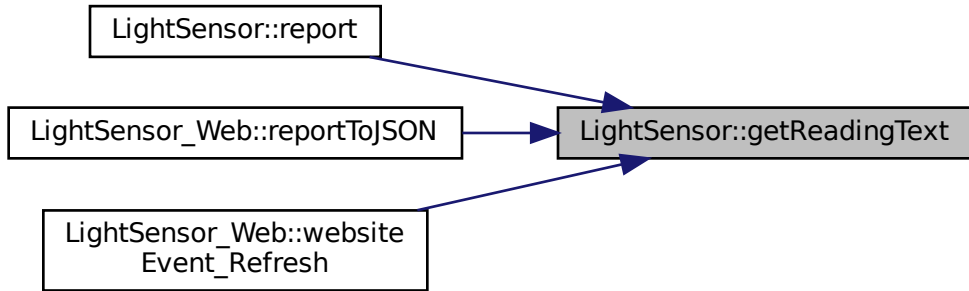 LightSensor::report
LightSensor_Web::reportToJSON
LightSensor::getReadingText
LightSensor_Web::website
Event_Refresh